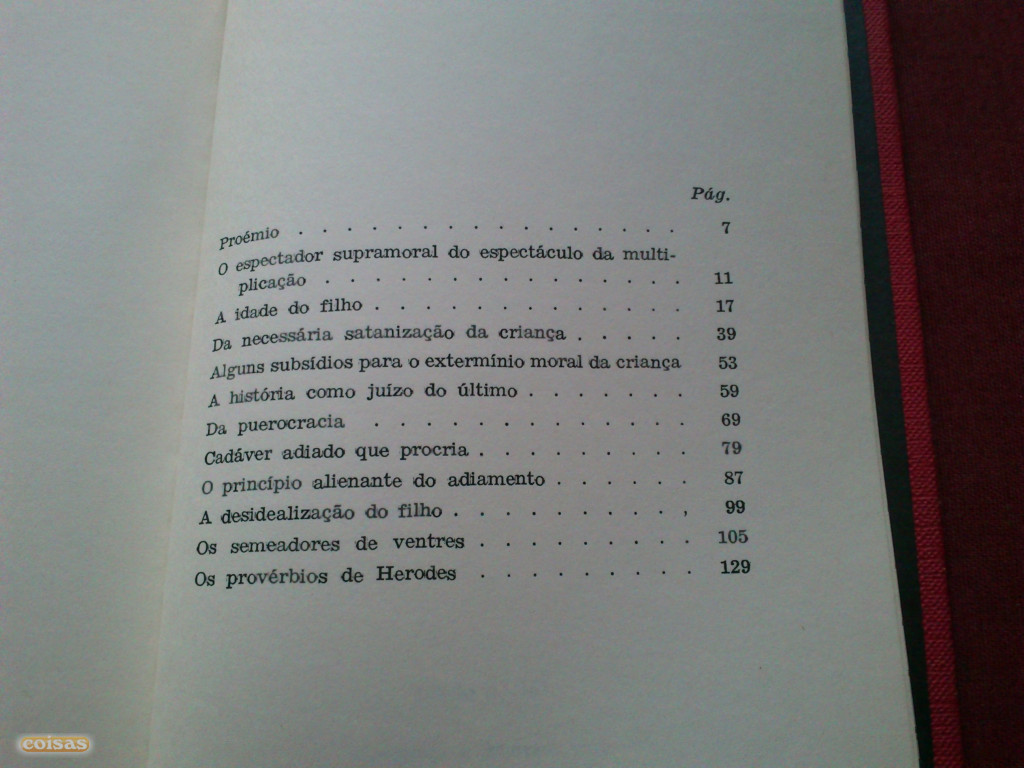 Pág.
Proémio . . . . . . . . . . . . . . . . 7
O espectador supramoral do espectáculo da multi-
plicação . . . . . . . . . . . . . . . 11
A idade do filho . . . . . . . . . . . . . 17
Da necessária satanização da criança . . . . . 39
Alguns subsídios para o extermínio moral da criança 53
A história como juízo do último . . . . . . . 59
Da puerocracia . . . . . . . . . . . . . 69
Cadáver adiado que procria . . . . . . . . . 79
O princípio alienante do adiamento . . . . . . 87
A desidealização do filho . . . . . . . . . , 99
Os semeadores de ventres . . . . . . . . . 105
Os provérbios de Herodes . . . . . . . . . 129
coisas